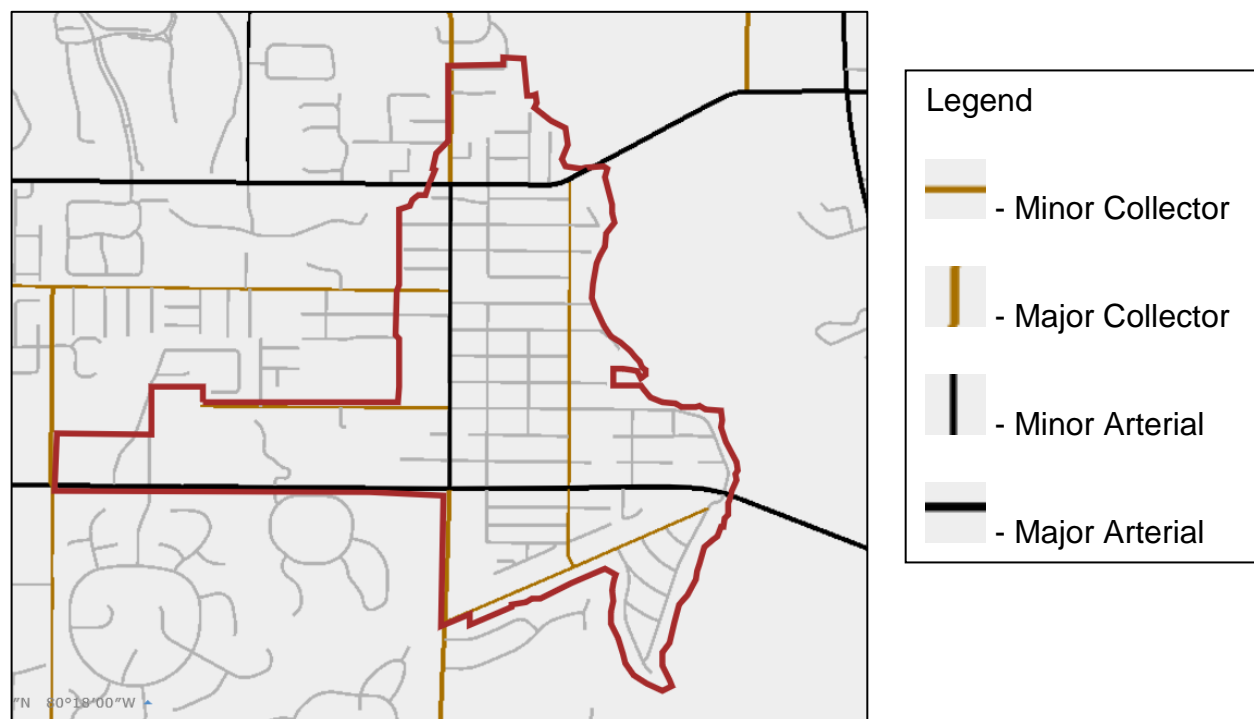 Legend
- Minor Collector
- Major Collector
- Minor Arterial
- Major Arterial
"N 80°18'00"W